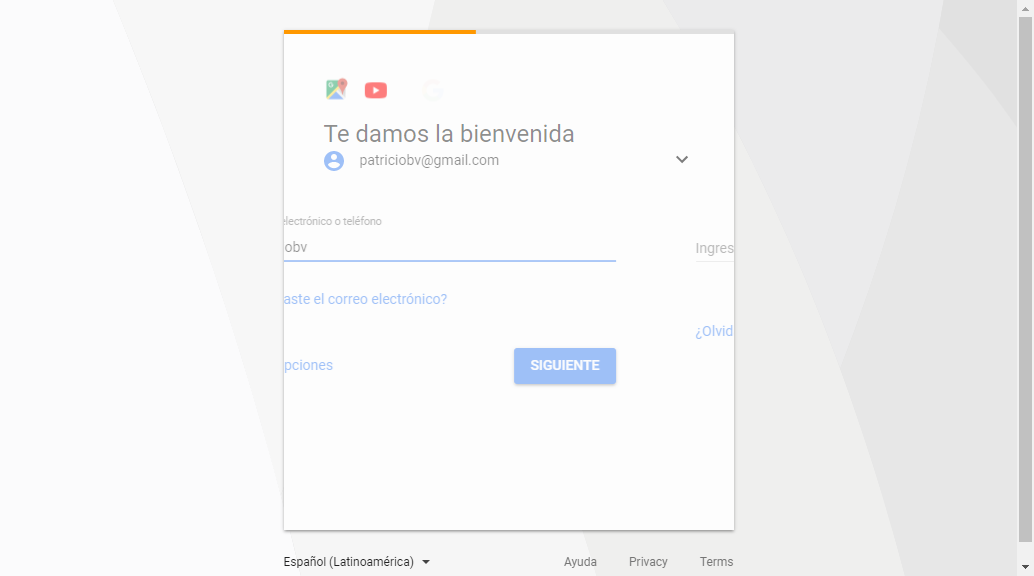 Te damos la bienvenida
patriciobv@gmail.com
electrónico o teléfono
obv
Ingres
aste el correo electrónico?
¿Olvid
pciones
SIGUIENTE
Español (Latinoamérica)
Ayuda
Privacy
Terms